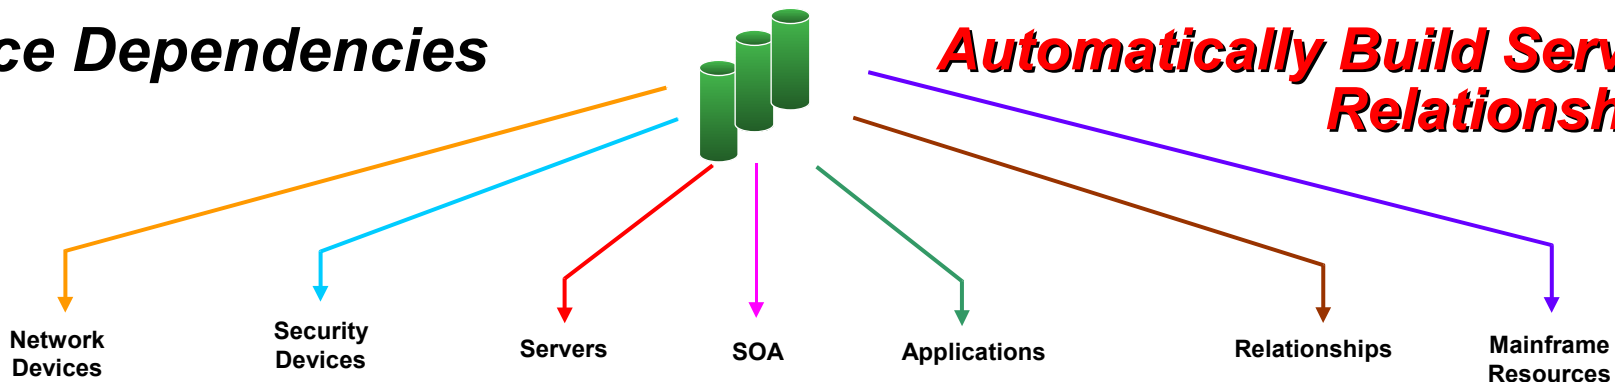 ce Dependencies
Automatically Build Serv
Relationsh
Network
Devices
Security
Devices
Servers
SOA
Applications
Relationships
Mainframe
Resources